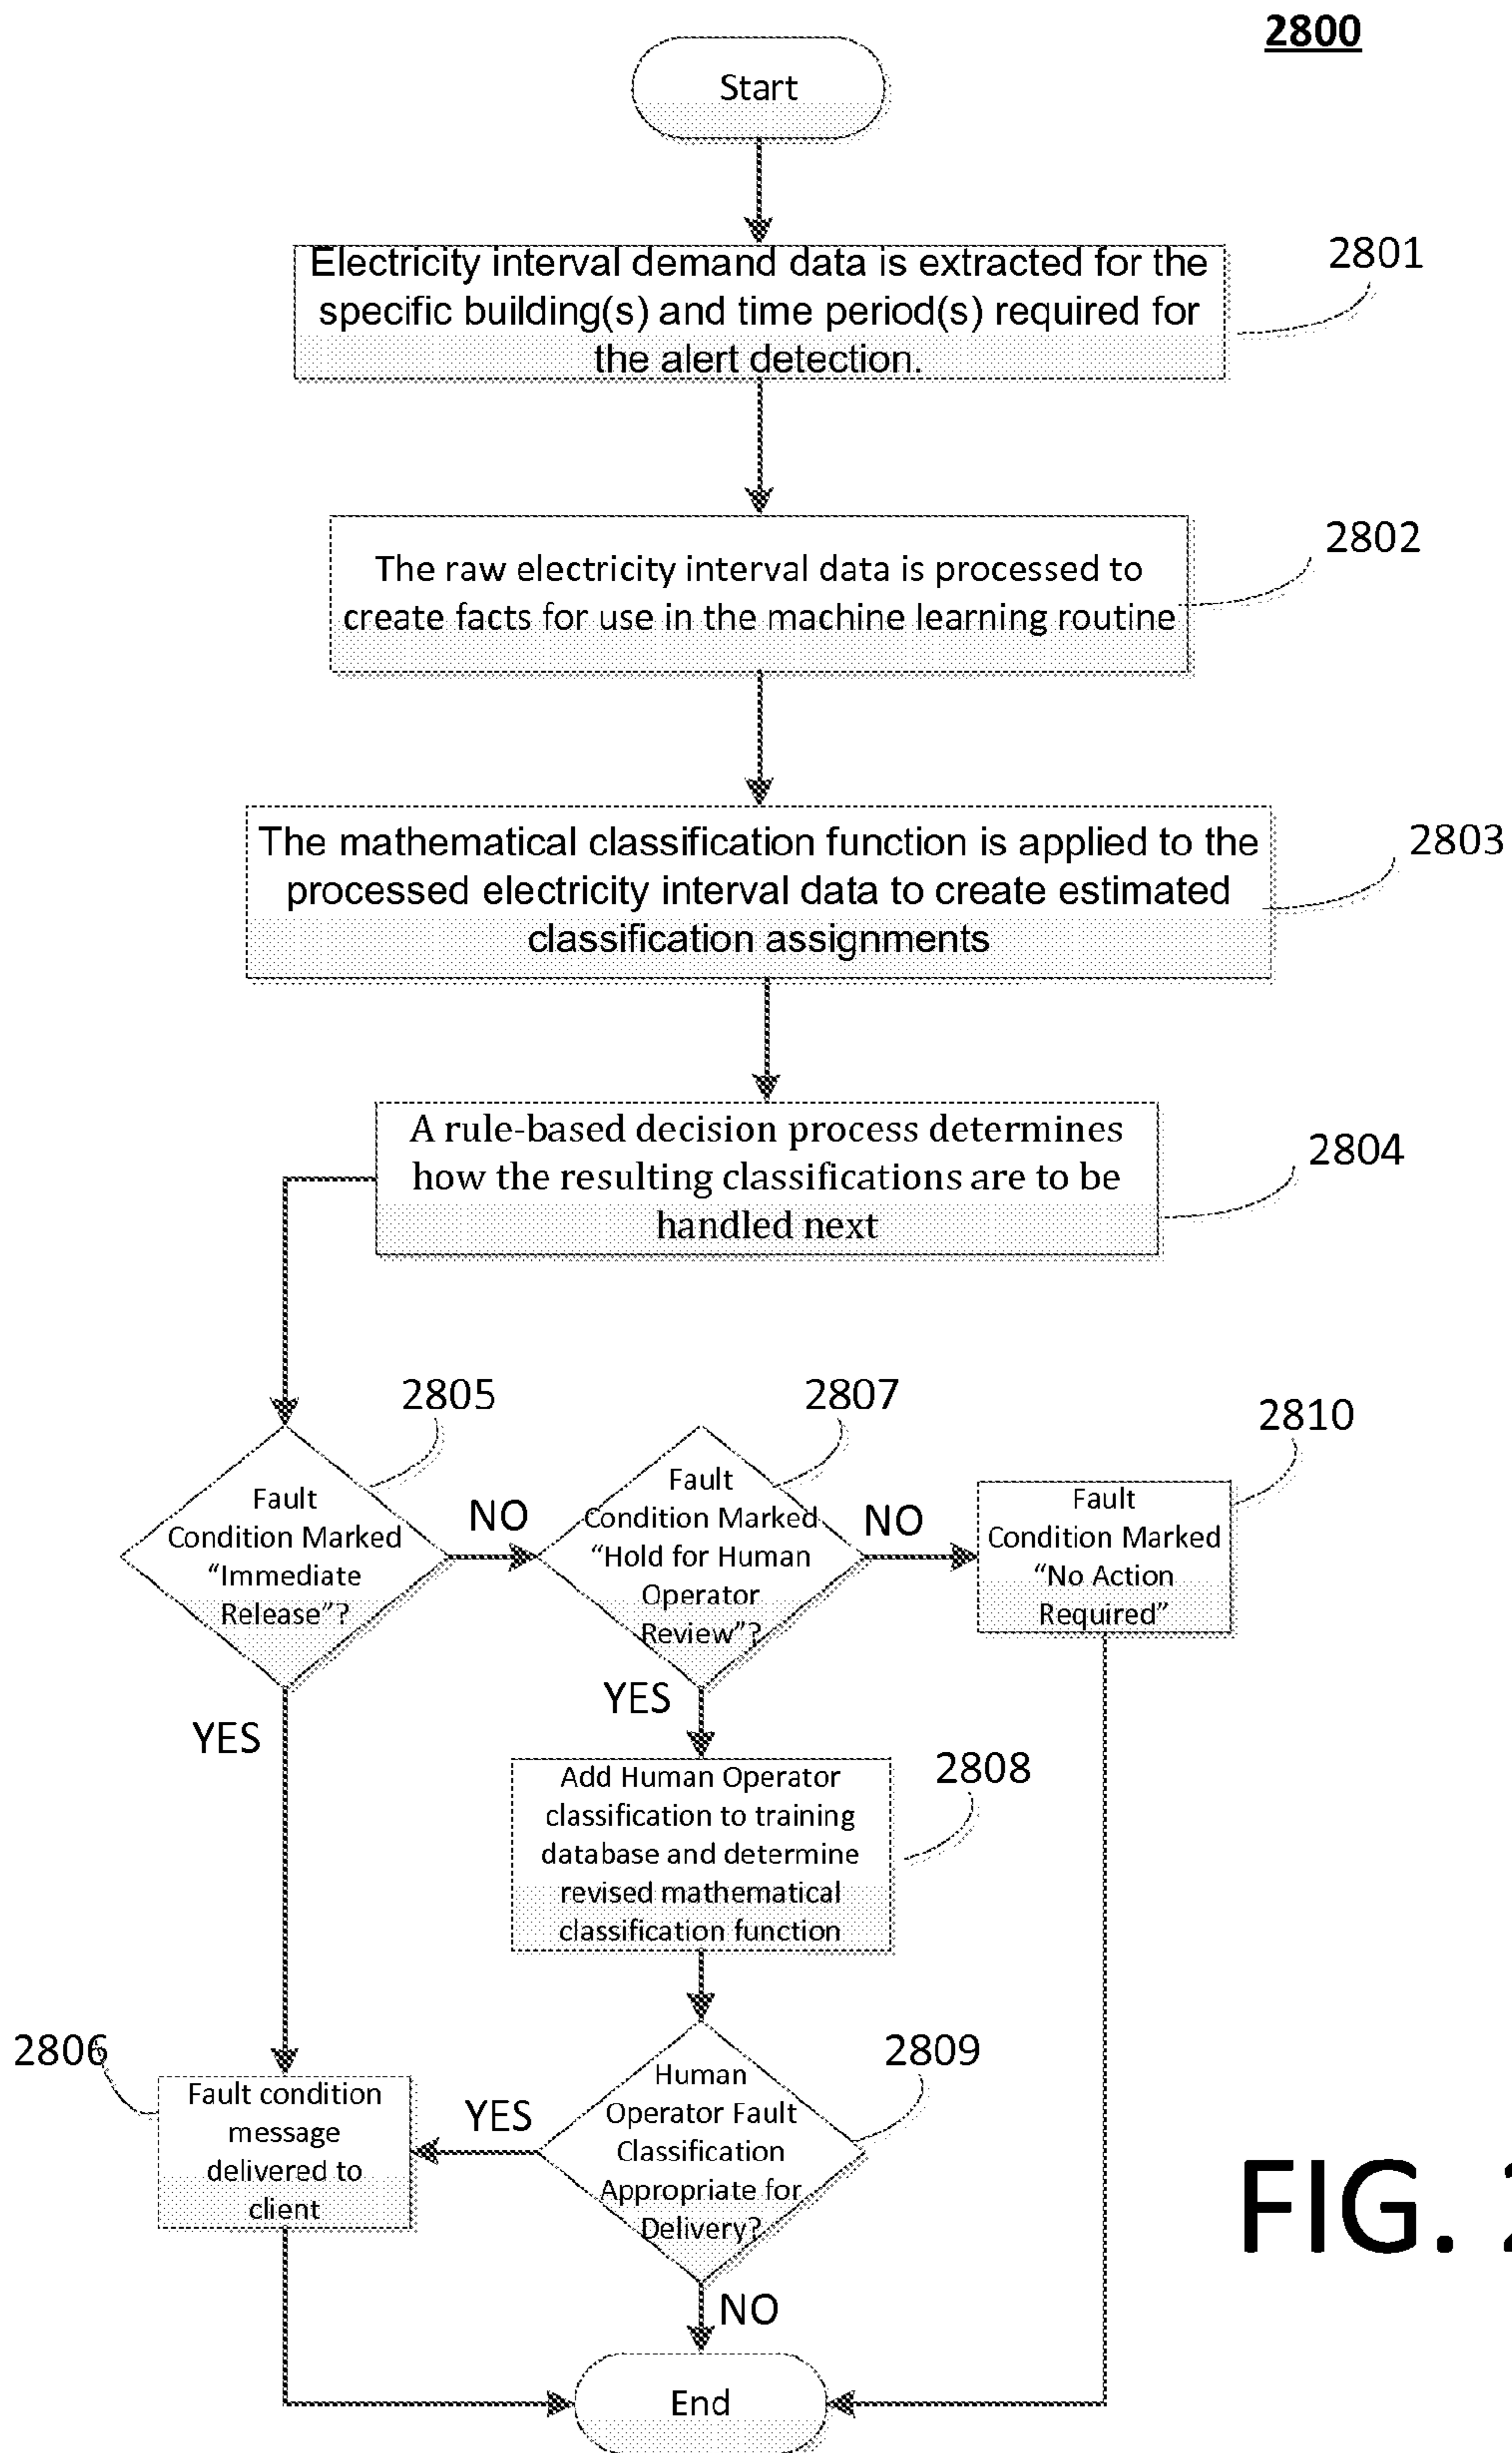 2800
Start
Electricity interval demand data is extracted for the
specific building(s) and time period(s) required for
the alert detection.
2801
The raw electricity interval data is processed to
create facts for use in the machine learning routine
2802
The mathematical classification function is applied to the
processed electricity interval data to create estimated
classification assignments
2803
A rule-based decision process determines
how the resulting classifications are to be
handled next
2804
2805
Fault
Condition Marked
“Immediate
Release”?
NO
YES
2807
Fault
Condition Marked
“Hold for Human
Operator
Review”?
NO
YES
2810
Fault
Condition Marked
“No Action
Required”
2808
Add Human Operator
classification to training
database and determine
revised mathematical
classification function
2806
Fault condition
message
delivered to
client
YES
2809
Human
Operator Fault
Classification
Appropriate for
Delivery?
NO
End
FIG.